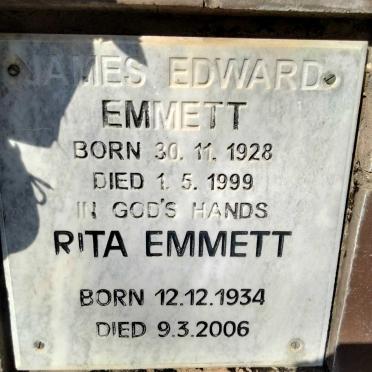 JAMES EDWARD
EMMETT
BORN 30. 11. 1928
DIED 1. 5. 1999
IN GOD'S HANDS
RITA EMMETT
BORN 12.12.1934
DIED 9.3.2006